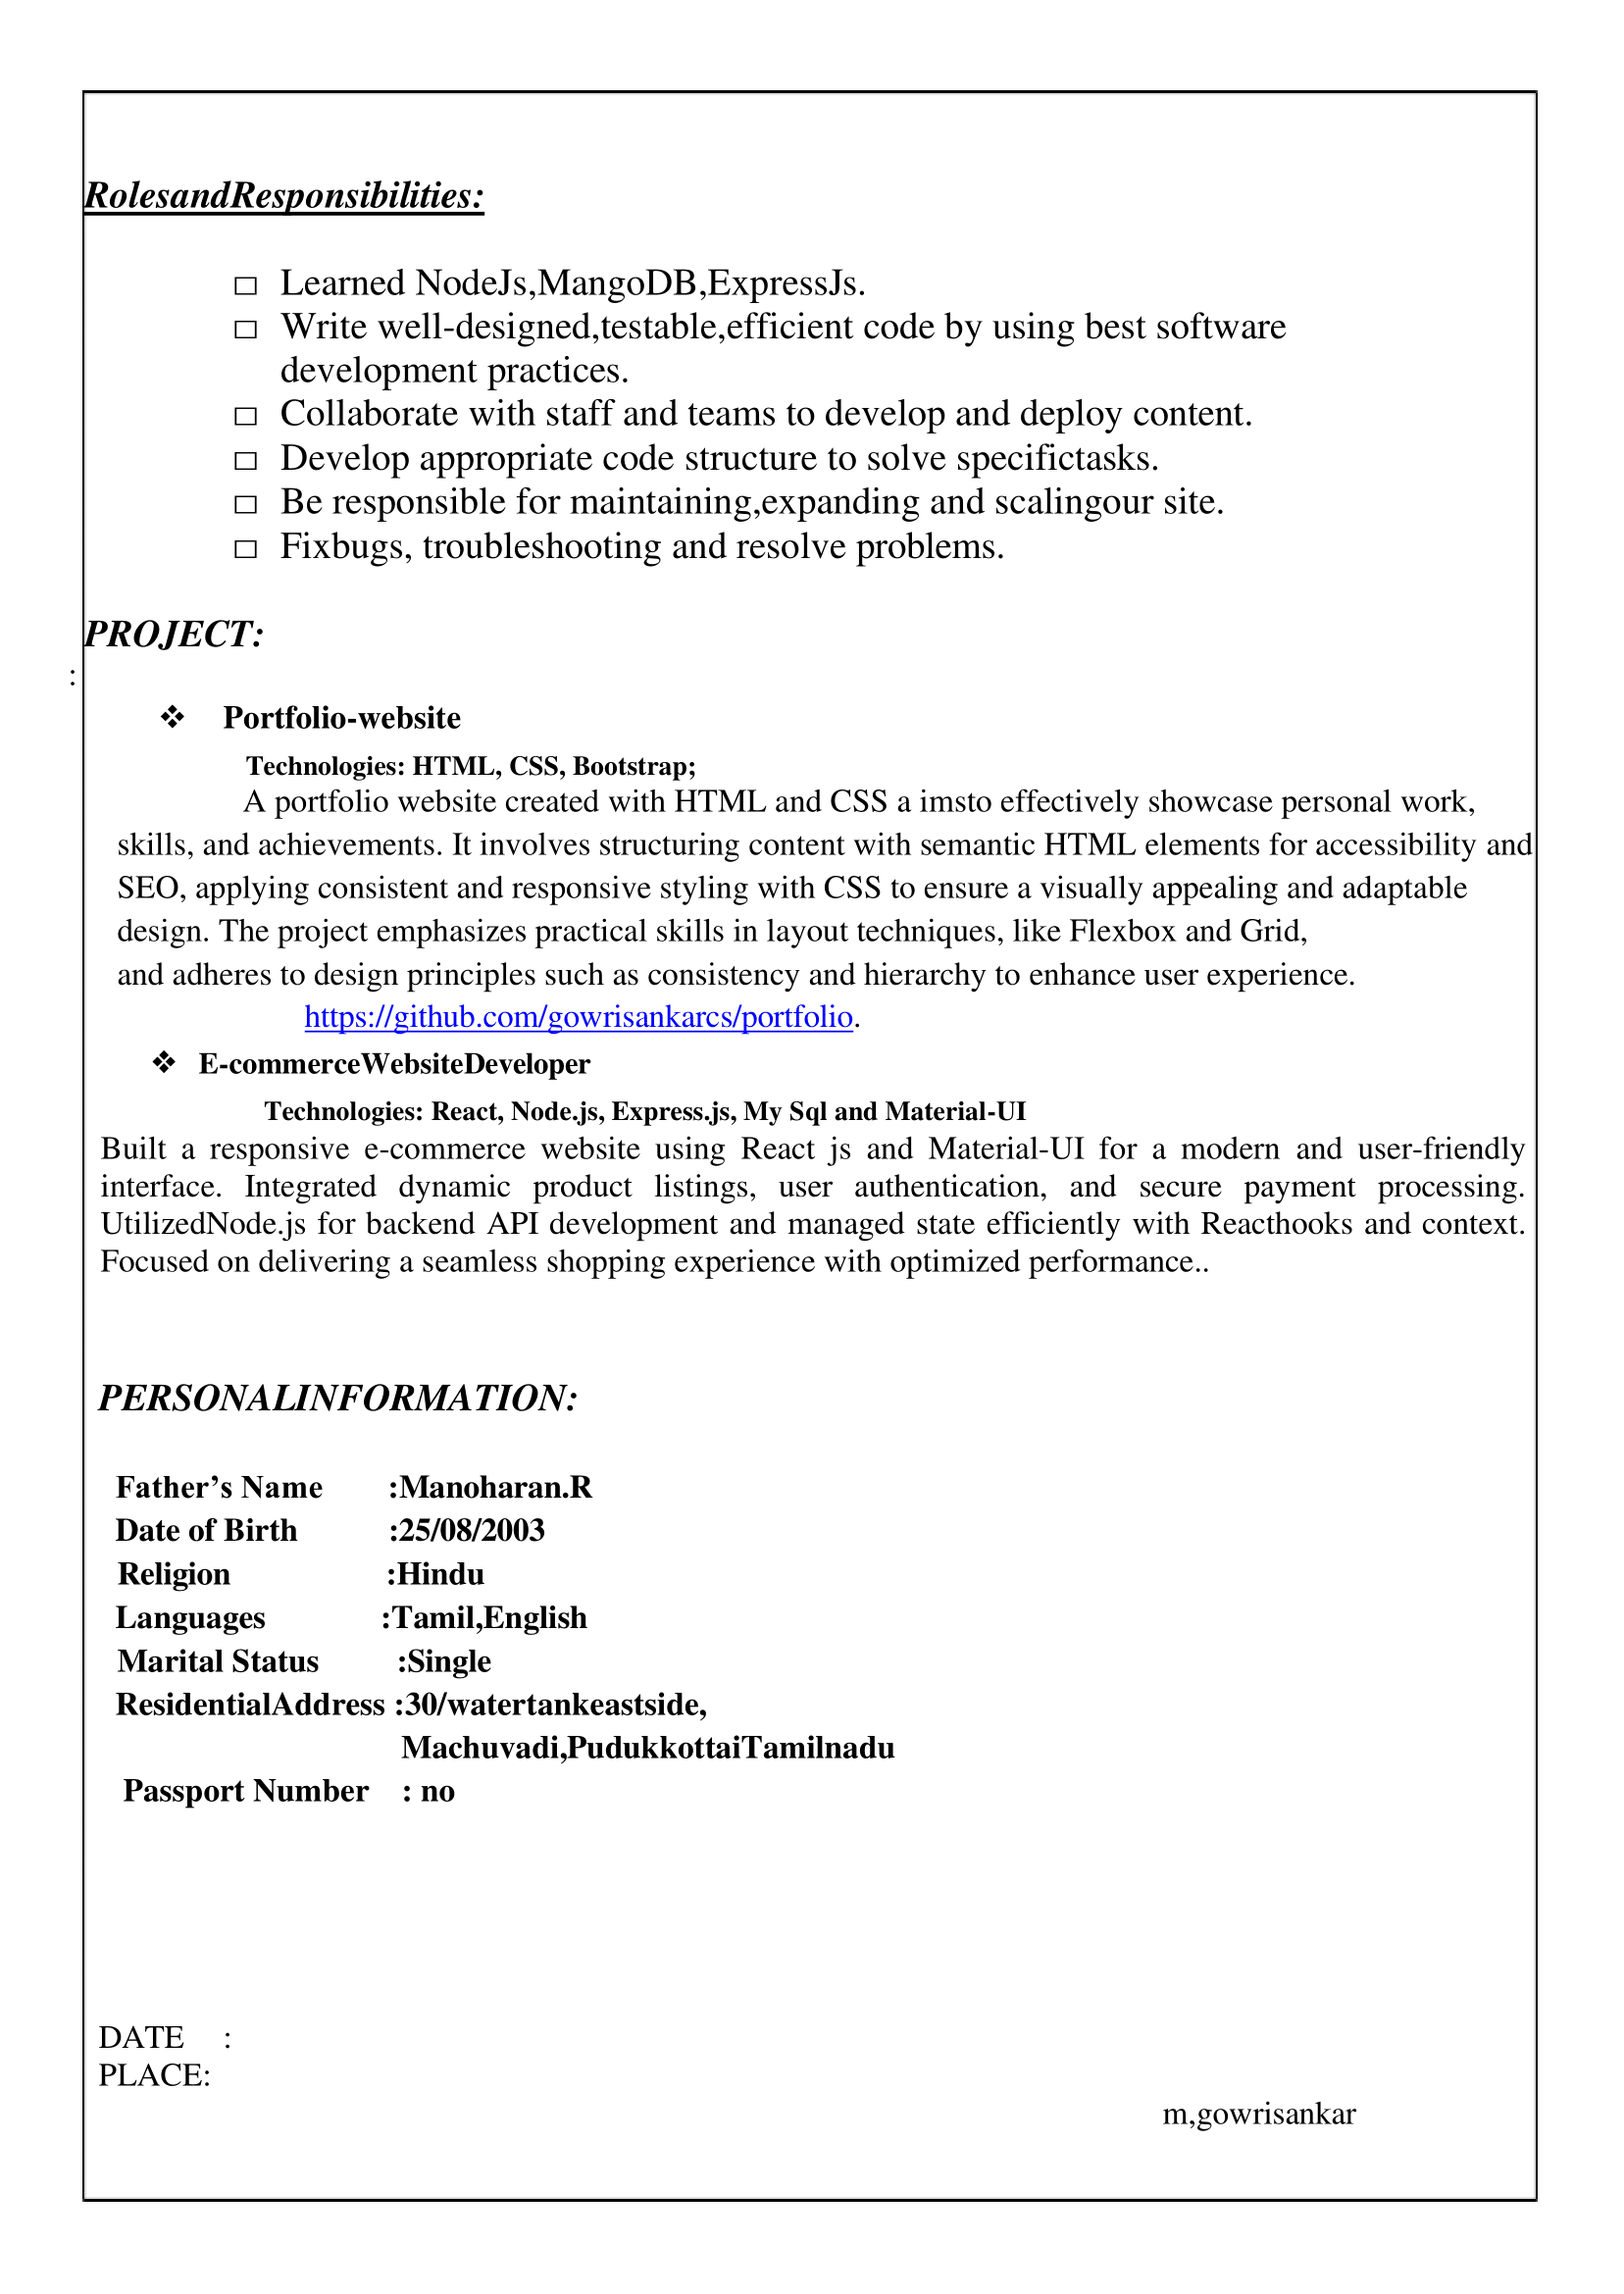 RolesandResponsibilities:
□ Learned NodeJs,MangoDB,ExpressJs.
□ Write well-designed,testable,efficient code by using best software
development practices.
□ Collaborate with staff and teams to develop and deploy content.
□ Develop appropriate code structure to solve specifictasks.
□ Be responsible for maintaining,expanding and scalingour site.
□ Fixbugs, troubleshooting and resolve problems.
PROJECT:
:
❖ Portfolio-website
Technologies: HTML, CSS, Bootstrap;
A portfolio website created with HTML and CSS a imsto effectively showcase personal work,
skills, and achievements. It involves structuring content with semantic HTML elements for accessibility and
SEO, applying consistent and responsive styling with CSS to ensure a visually appealing and adaptable
design. The project emphasizes practical skills in layout techniques, like Flexbox and Grid,
and adheres to design principles such as consistency and hierarchy to enhance user experience.
https://github.com/gowrisankarcs/portfolio.
❖ E-commerceWebsiteDeveloper
Technologies: React, Node.js, Express.js, My Sql and Material-UI
Built a responsive e-commerce website using React js and Material-UI for a modern and user-friendly
interface. Integrated dynamic product listings, user authentication, and secure payment processing.
UtilizedNode.js for backend API development and managed state efficiently with Reacthooks and context.
Focused on delivering a seamless shopping experience with optimized performance..
PERSONALINFORMATION:
Father’s Name :Manoharan.R
Date of Birth :25/08/2003
Religion :Hindu
Languages :Tamil,English
Marital Status :Single
ResidentialAddress :30/watertankeastside,
Machuvadi,PudukkottaiTamilnadu
Passport Number : no
DATE :
PLACE:
m,gowrisankar